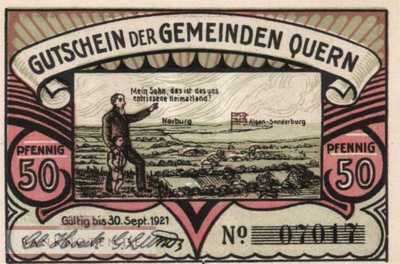 GUTSCHEIN DER GEMEINDEN QUERN
Mein Sohn, das ist das uns
entrissene Heimatland!
Norburg
Alsen-Sonderburg
PFENNIG
50
PFENNIG
50
Gültig bis 30. Sept. 1921
No 07017